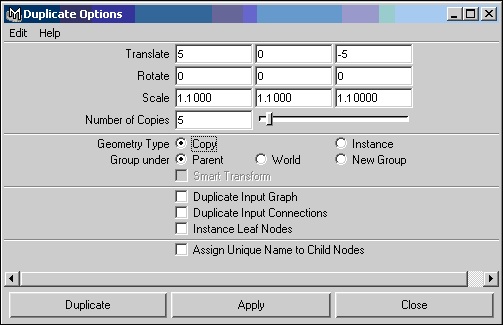 Duplicate Options
Edit Help
Translate 5 0 -5
Rotate 0 0 0
Scale 1.1000 1.1000 1.10000
Number of Copies 5
Geometry Type Copy Instance
Group under Parent World New Group
Smart Transform
Duplicate Input Graph
Duplicate Input Connections
Instance Leaf Nodes
Assign Unique Name to Child Nodes
Duplicate Apply Close